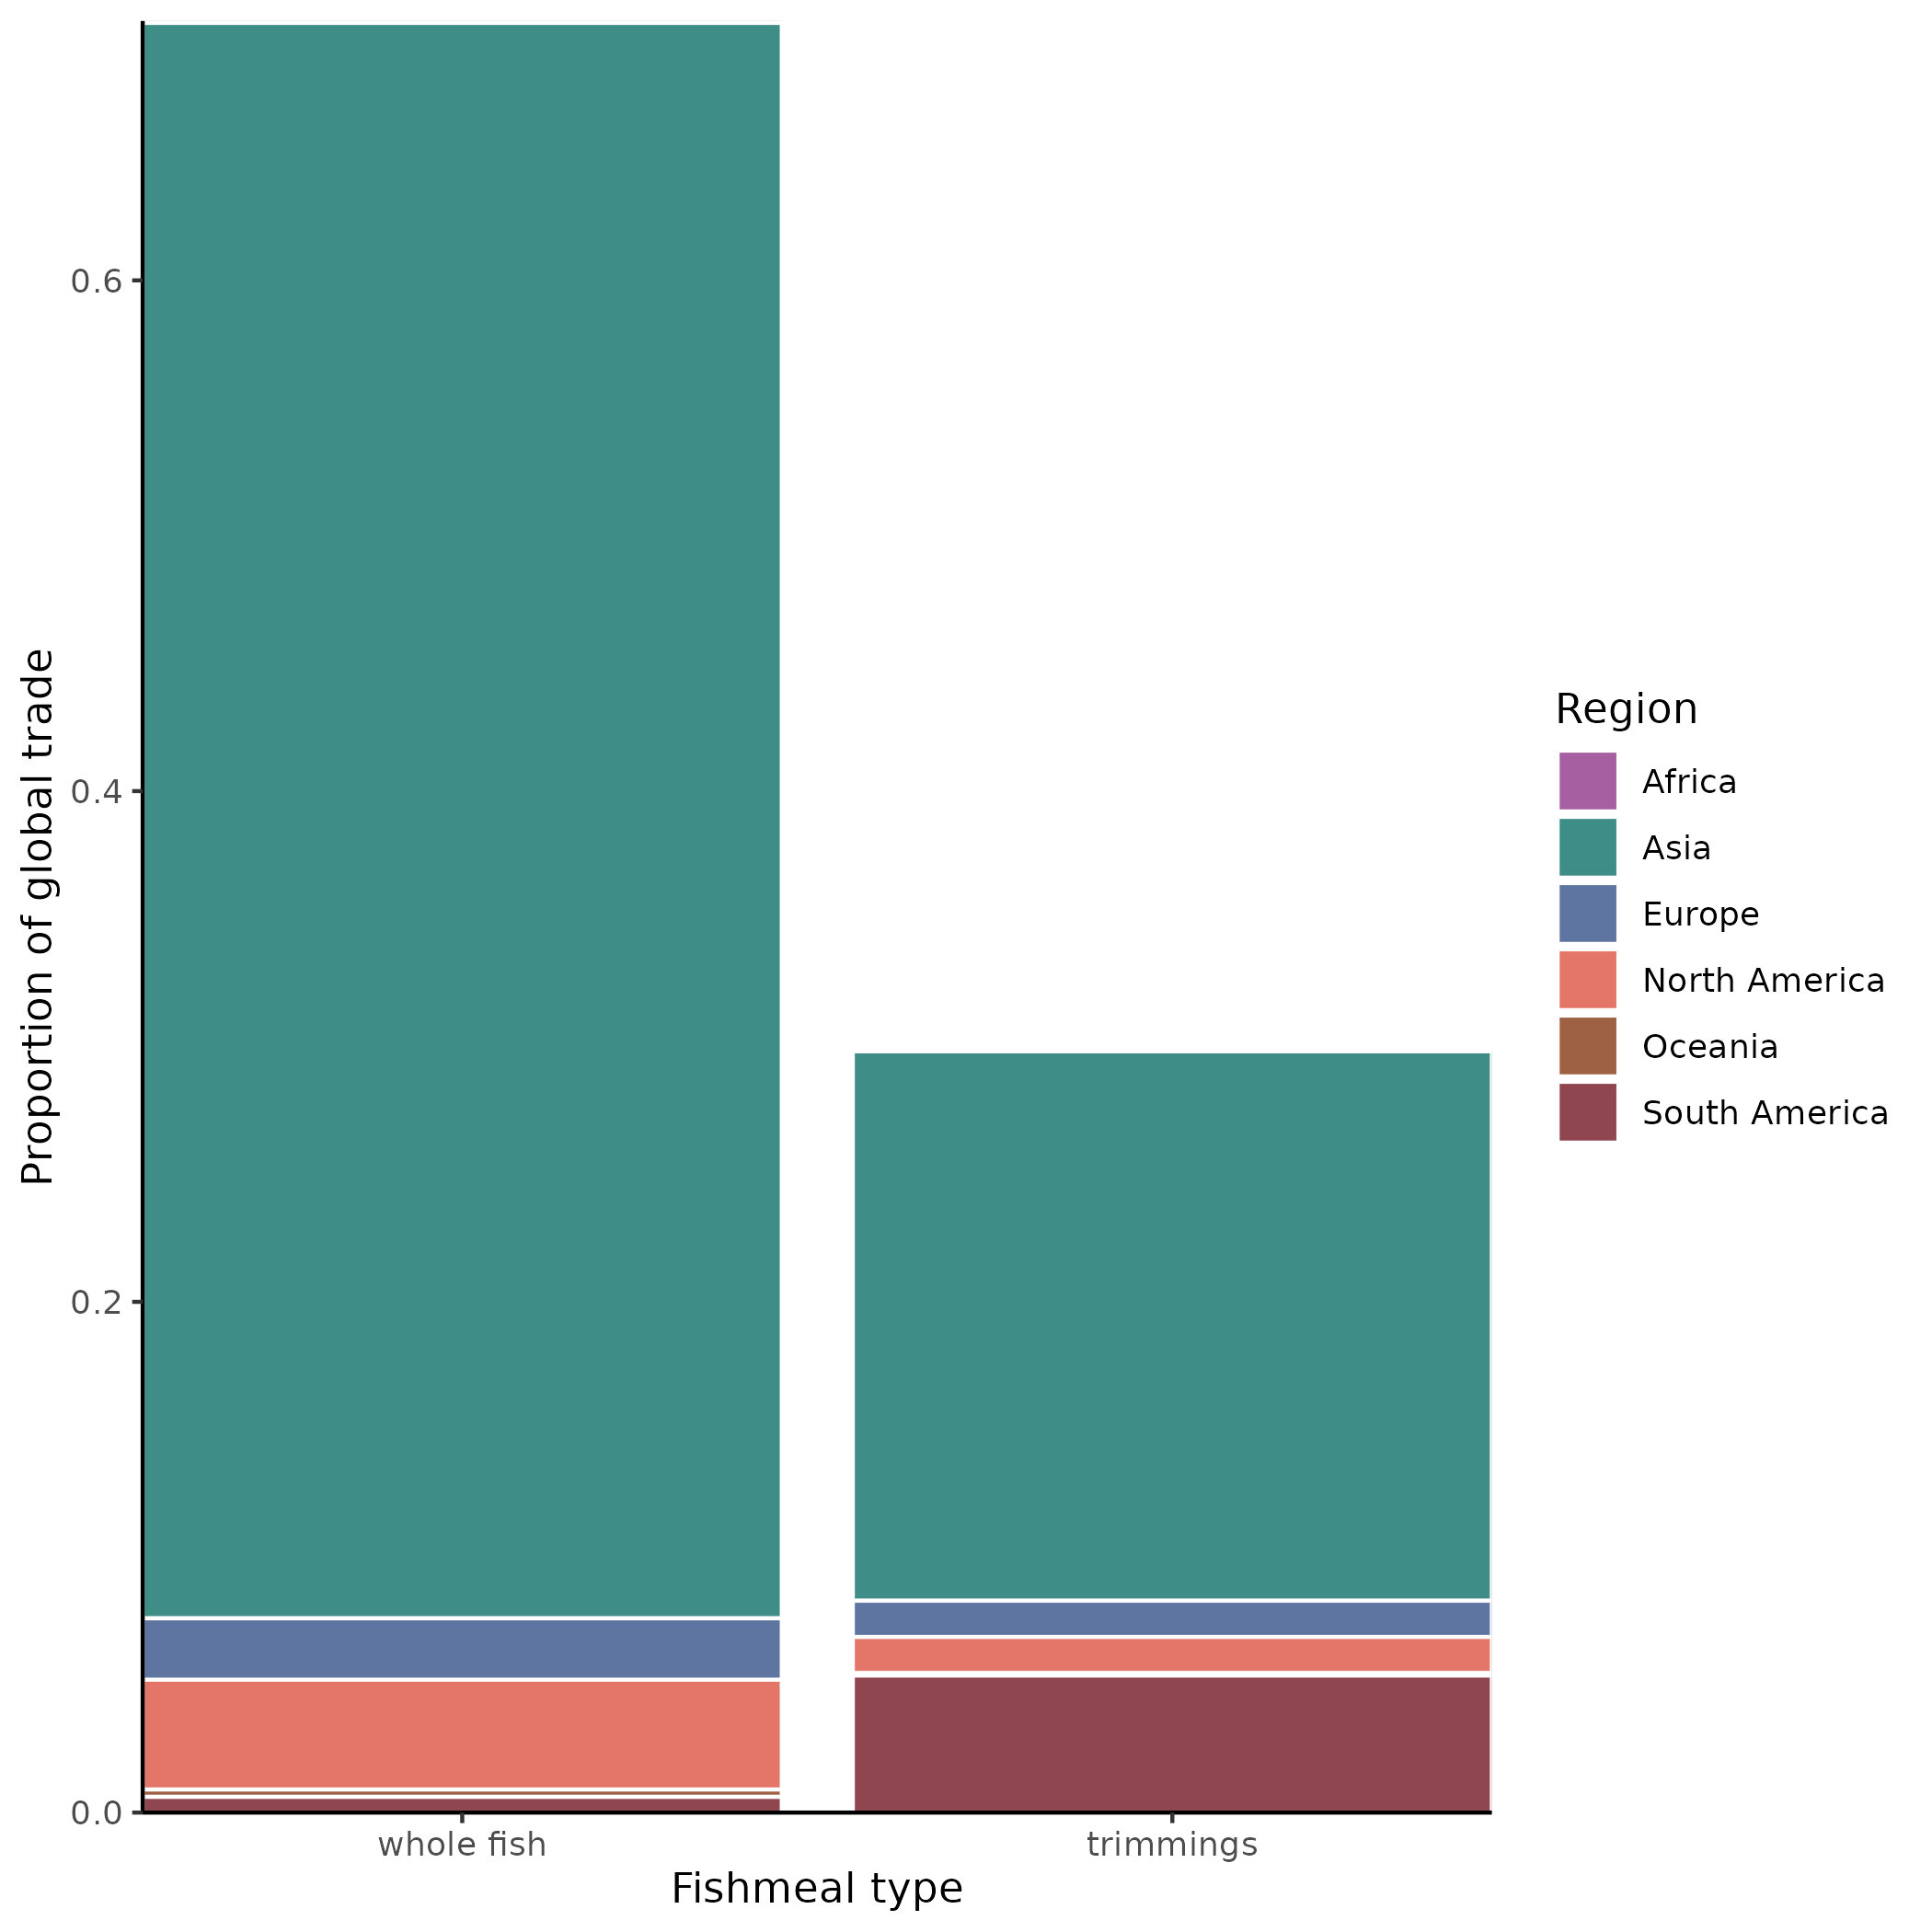 Proportion of global trade
0.6
0.4
0.2
0.0
whole fish
trimmings
Fishmeal type
Region
Africa
Asia
Europe
North America
Oceania
South America